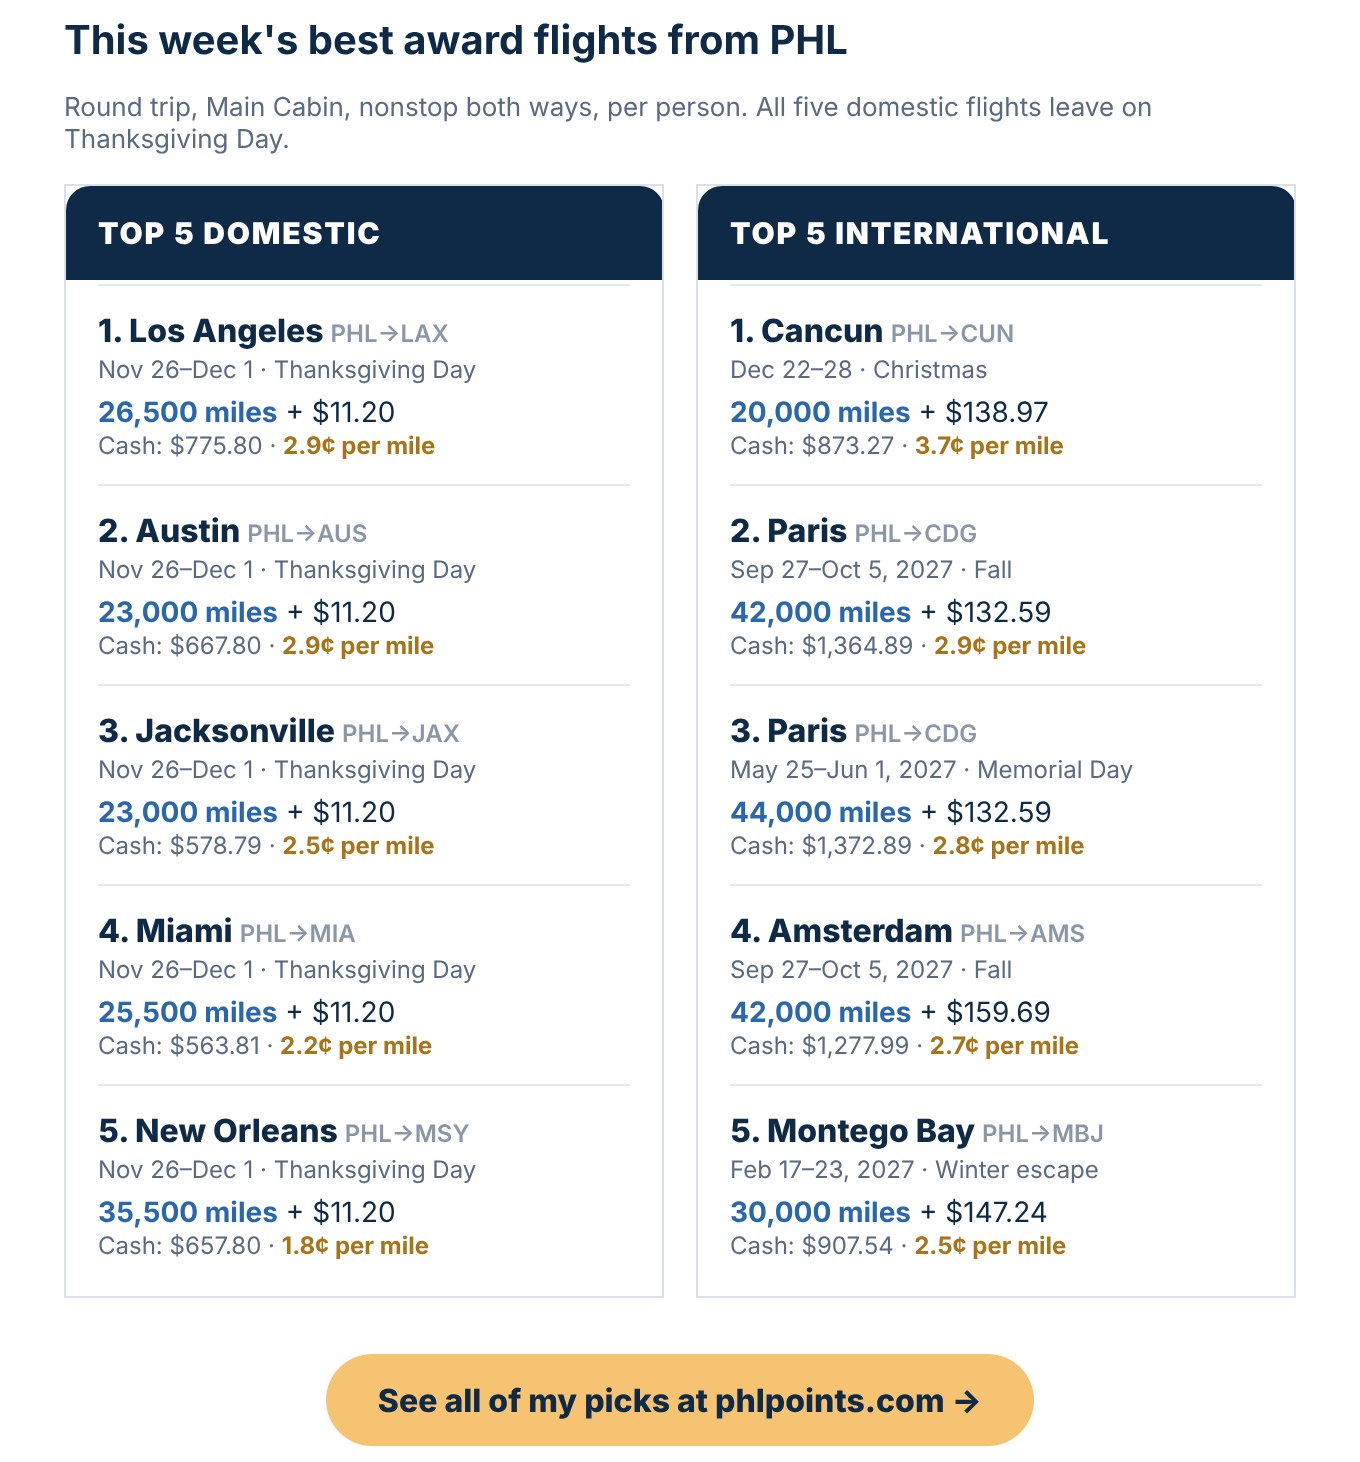 This week's best award flights from PHL
Round trip, Main Cabin, nonstop both ways, per person. All five domestic flights leave on
Thanksgiving Day.
TOP 5 DOMESTIC
1. Los Angeles PHL→LAX
Nov 26–Dec 1 · Thanksgiving Day
26,500 miles + $11.20
Cash: $775.80 · 2.9¢ per mile
2. Austin PHL→AUS
Nov 26–Dec 1 · Thanksgiving Day
23,000 miles + $11.20
Cash: $667.80 · 2.9¢ per mile
3. Jacksonville PHL→JAX
Nov 26–Dec 1 · Thanksgiving Day
23,000 miles + $11.20
Cash: $578.79 · 2.5¢ per mile
4. Miami PHL→MIA
Nov 26–Dec 1 · Thanksgiving Day
25,500 miles + $11.20
Cash: $563.81 · 2.2¢ per mile
5. New Orleans PHL→MSY
Nov 26–Dec 1 · Thanksgiving Day
35,500 miles + $11.20
Cash: $657.80 · 1.8¢ per mile
TOP 5 INTERNATIONAL
1. Cancun PHL→CUN
Dec 22–28 · Christmas
20,000 miles + $138.97
Cash: $873.27 · 3.7¢ per mile
2. Paris PHL→CDG
Sep 27–Oct 5, 2027 · Fall
42,000 miles + $132.59
Cash: $1,364.89 · 2.9¢ per mile
3. Paris PHL→CDG
May 25–Jun 1, 2027 · Memorial Day
44,000 miles + $132.59
Cash: $1,372.89 · 2.8¢ per mile
4. Amsterdam PHL→AMS
Sep 27–Oct 5, 2027 · Fall
42,000 miles + $159.69
Cash: $1,277.99 · 2.7¢ per mile
5. Montego Bay PHL→MBJ
Feb 17–23, 2027 · Winter escape
30,000 miles + $147.24
Cash: $907.54 · 2.5¢ per mile
See all of my picks at phlpoints.com →